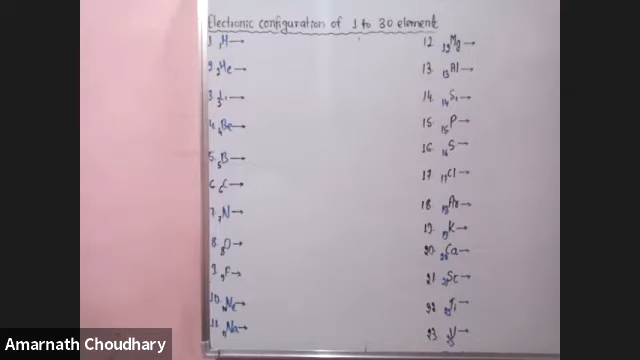 Electronic configuration of 1 to 30 element
1. ₁H →
2. ₂He →
3. ₃Li →
4. ₄Be →
5. ₅B →
6. ₆C →
7. ₇N →
8. ₈O →
9. ₉F →
10. ₁₀Ne →
11. ₁₁Na →
12. ₁₂Mg →
13. ₁₃Al →
14. ₁₄Si →
15. ₁₅P →
16. ₁₆S →
17. ₁₇Cl →
18. ₁₈Ar →
19. ₁₉K →
20. ₂₀Ca →
21. ₂₁Sc →
22. ₂₂Ti →
23. ₂₃V →
Amarnath Choudhary